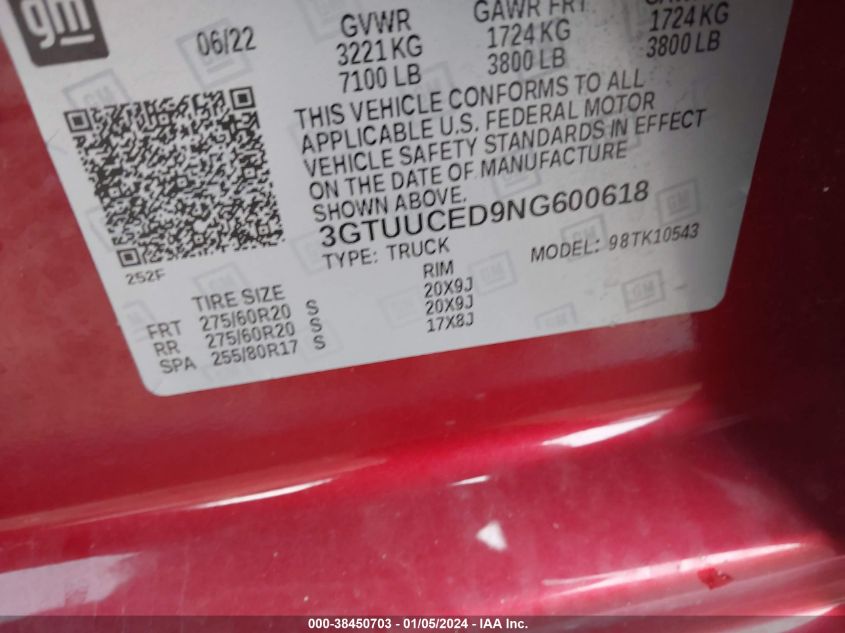 gm
06/22
GVWR
3221 KG
7100 LB
GAWR FRT
1724 KG
3800 LB
1724 KG
3800 LB
THIS VEHICLE CONFORMS TO ALL
APPLICABLE U.S. FEDERAL MOTOR
VEHICLE SAFETY STANDARDS IN EFFECT
ON THE DATE OF MANUFACTURE
SHOWN ABOVE.
3GTUUCED9NG600618
TYPE: TRUCK
MODEL: 98TK10543
252F
TIRE SIZE
RIM
FRT 275/60R20 S 20X9J
RR 275/60R20 S 20X9J
SPA 255/80R17 S 17X8J
000-38450703 - 01/05/2024 - IAA Inc.